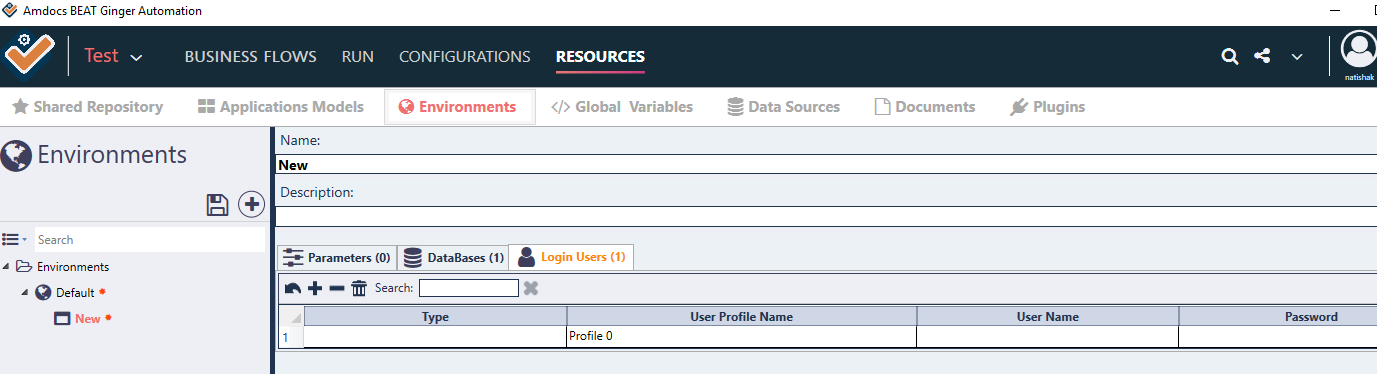 Amdocs BEAT Ginger Automation
Test BUSINESS FLOWS RUN CONFIGURATIONS RESOURCES
natishak
Shared Repository Applications Models Environments Global Variables Data Sources Documents Plugins
Environments
Name:
New
Description:
Search
Parameters (0) DataBases (1) Login Users (1)
Environments
Search:
Default
Type User Profile Name User Name Password
New
1 Profile 0